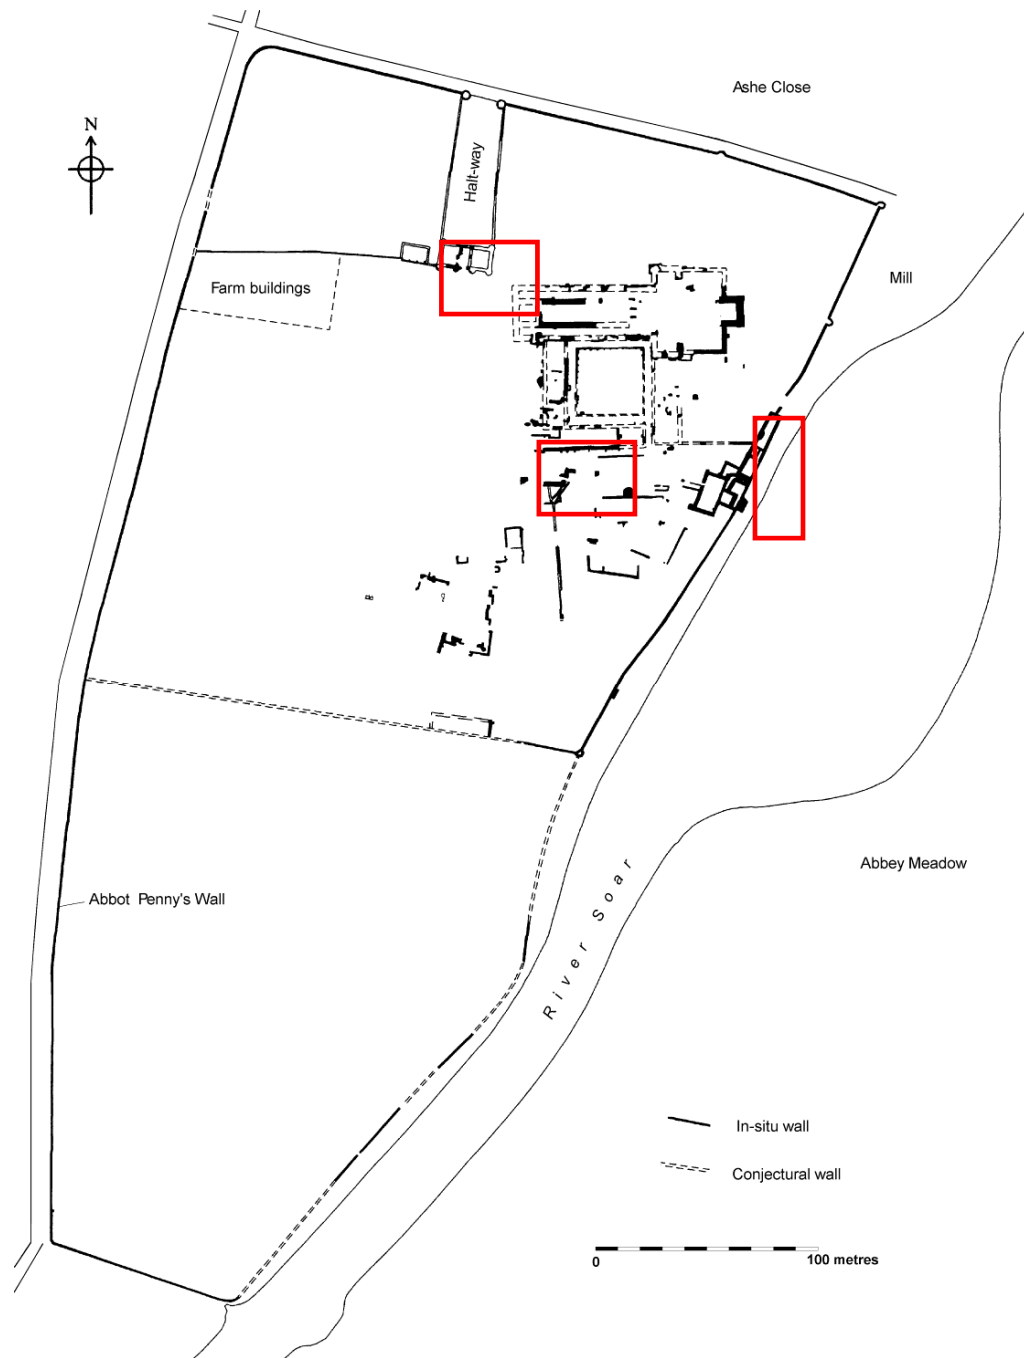 Ashe Close
N
Halt-way
Mill
Farm buildings
Abbey Meadow
Abbot Penny's Wall
River Soar
In-situ wall
Conjectural wall
0
100 metres